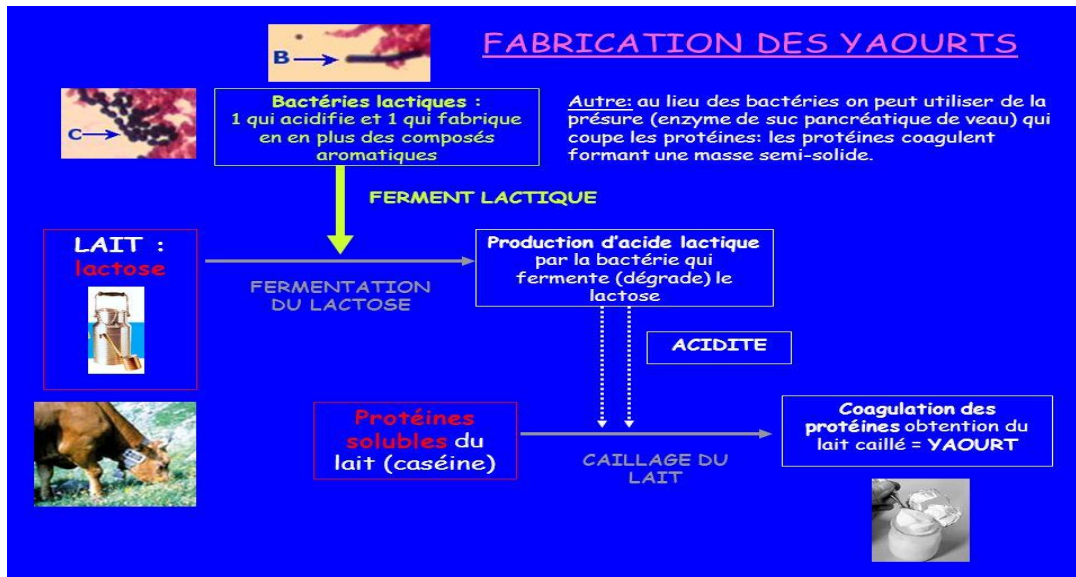 FABRICATION DES YAOURTS
B
C
Bactéries lactiques :
1 qui acidifie et 1 qui fabrique
en en plus des composés
aromatiques
Autre: au lieu des bactéries on peut utiliser de la
présure (enzyme de suc pancréatique de veau) qui
coupe les protéines: les protéines coagulent
formant une masse semi-solide.
FERMENT LACTIQUE
LAIT :
lactose
FERMENTATION
DU LACTOSE
Production d'acide lactique
par la bactérie qui
fermente (dégrade) le
lactose
ACIDITE
Protéines
solubles du
lait (caséine)
CAILLAGE DU
LAIT
Coagulation des
protéines obtention du
lait caillé = YAOURT